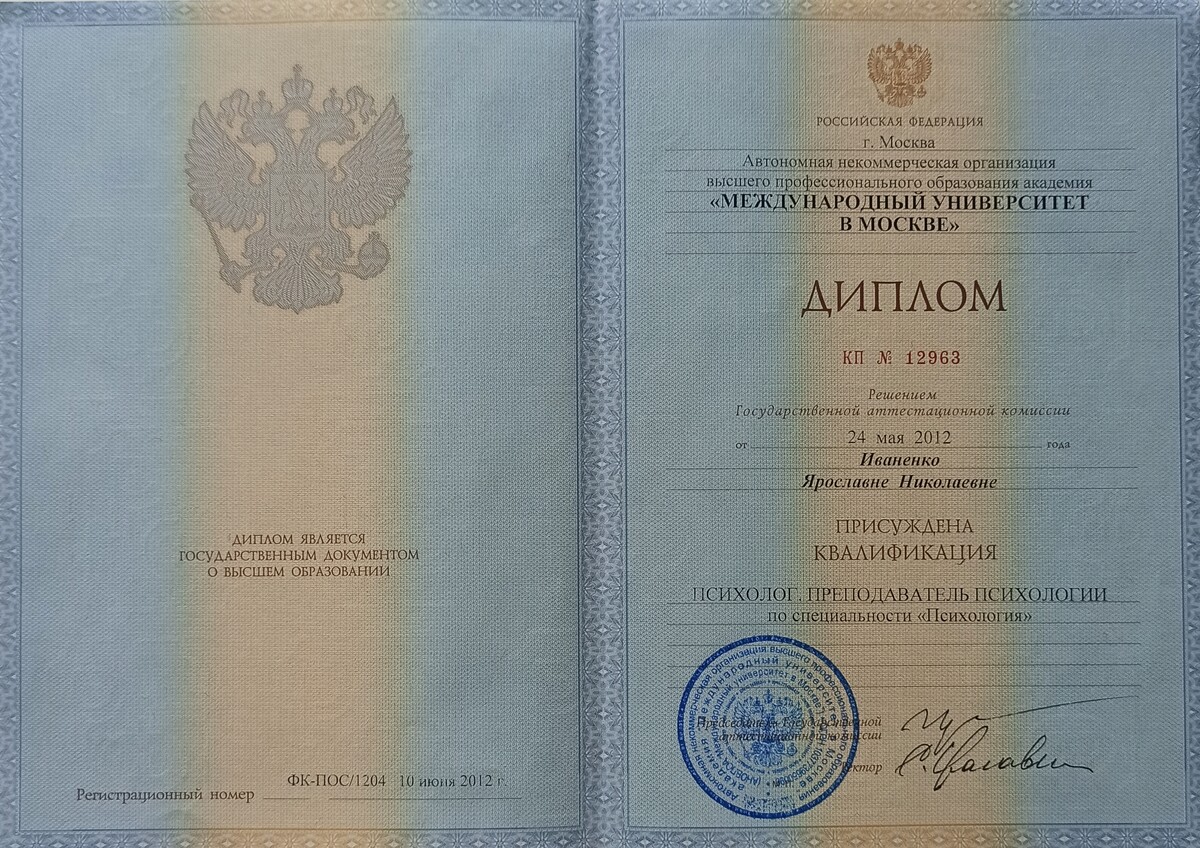 ДИПЛОМ ЯВЛЯЕТСЯ
ГОСУДАРСТВЕННЫМ ДОКУМЕНТОМ
О ВЫСШЕМ ОБРАЗОВАНИИ
ФК-ПОС/1204 10 июня 2012 г.
Регистрационный номер
РОССИЙСКАЯ ФЕДЕРАЦИЯ
г. Москва
Автономная некоммерческая организация
высшего профессионального образования академия
«МЕЖДУНАРОДНЫЙ УНИВЕРСИТЕТ
В МОСКВЕ»
ДИПЛОМ
КП № 12963
Решением
Государственной аттестационной комиссии
от 24 мая 2012 года
Иваненко
Ярославне Николаевне
ПРИСУЖДЕНА
КВАЛИФИКАЦИЯ
ПСИХОЛОГ. ПРЕПОДАВАТЕЛЬ ПСИХОЛОГИИ
по специальности «Психология»
Председатель Государственной
аттестационной комиссии
Ректор